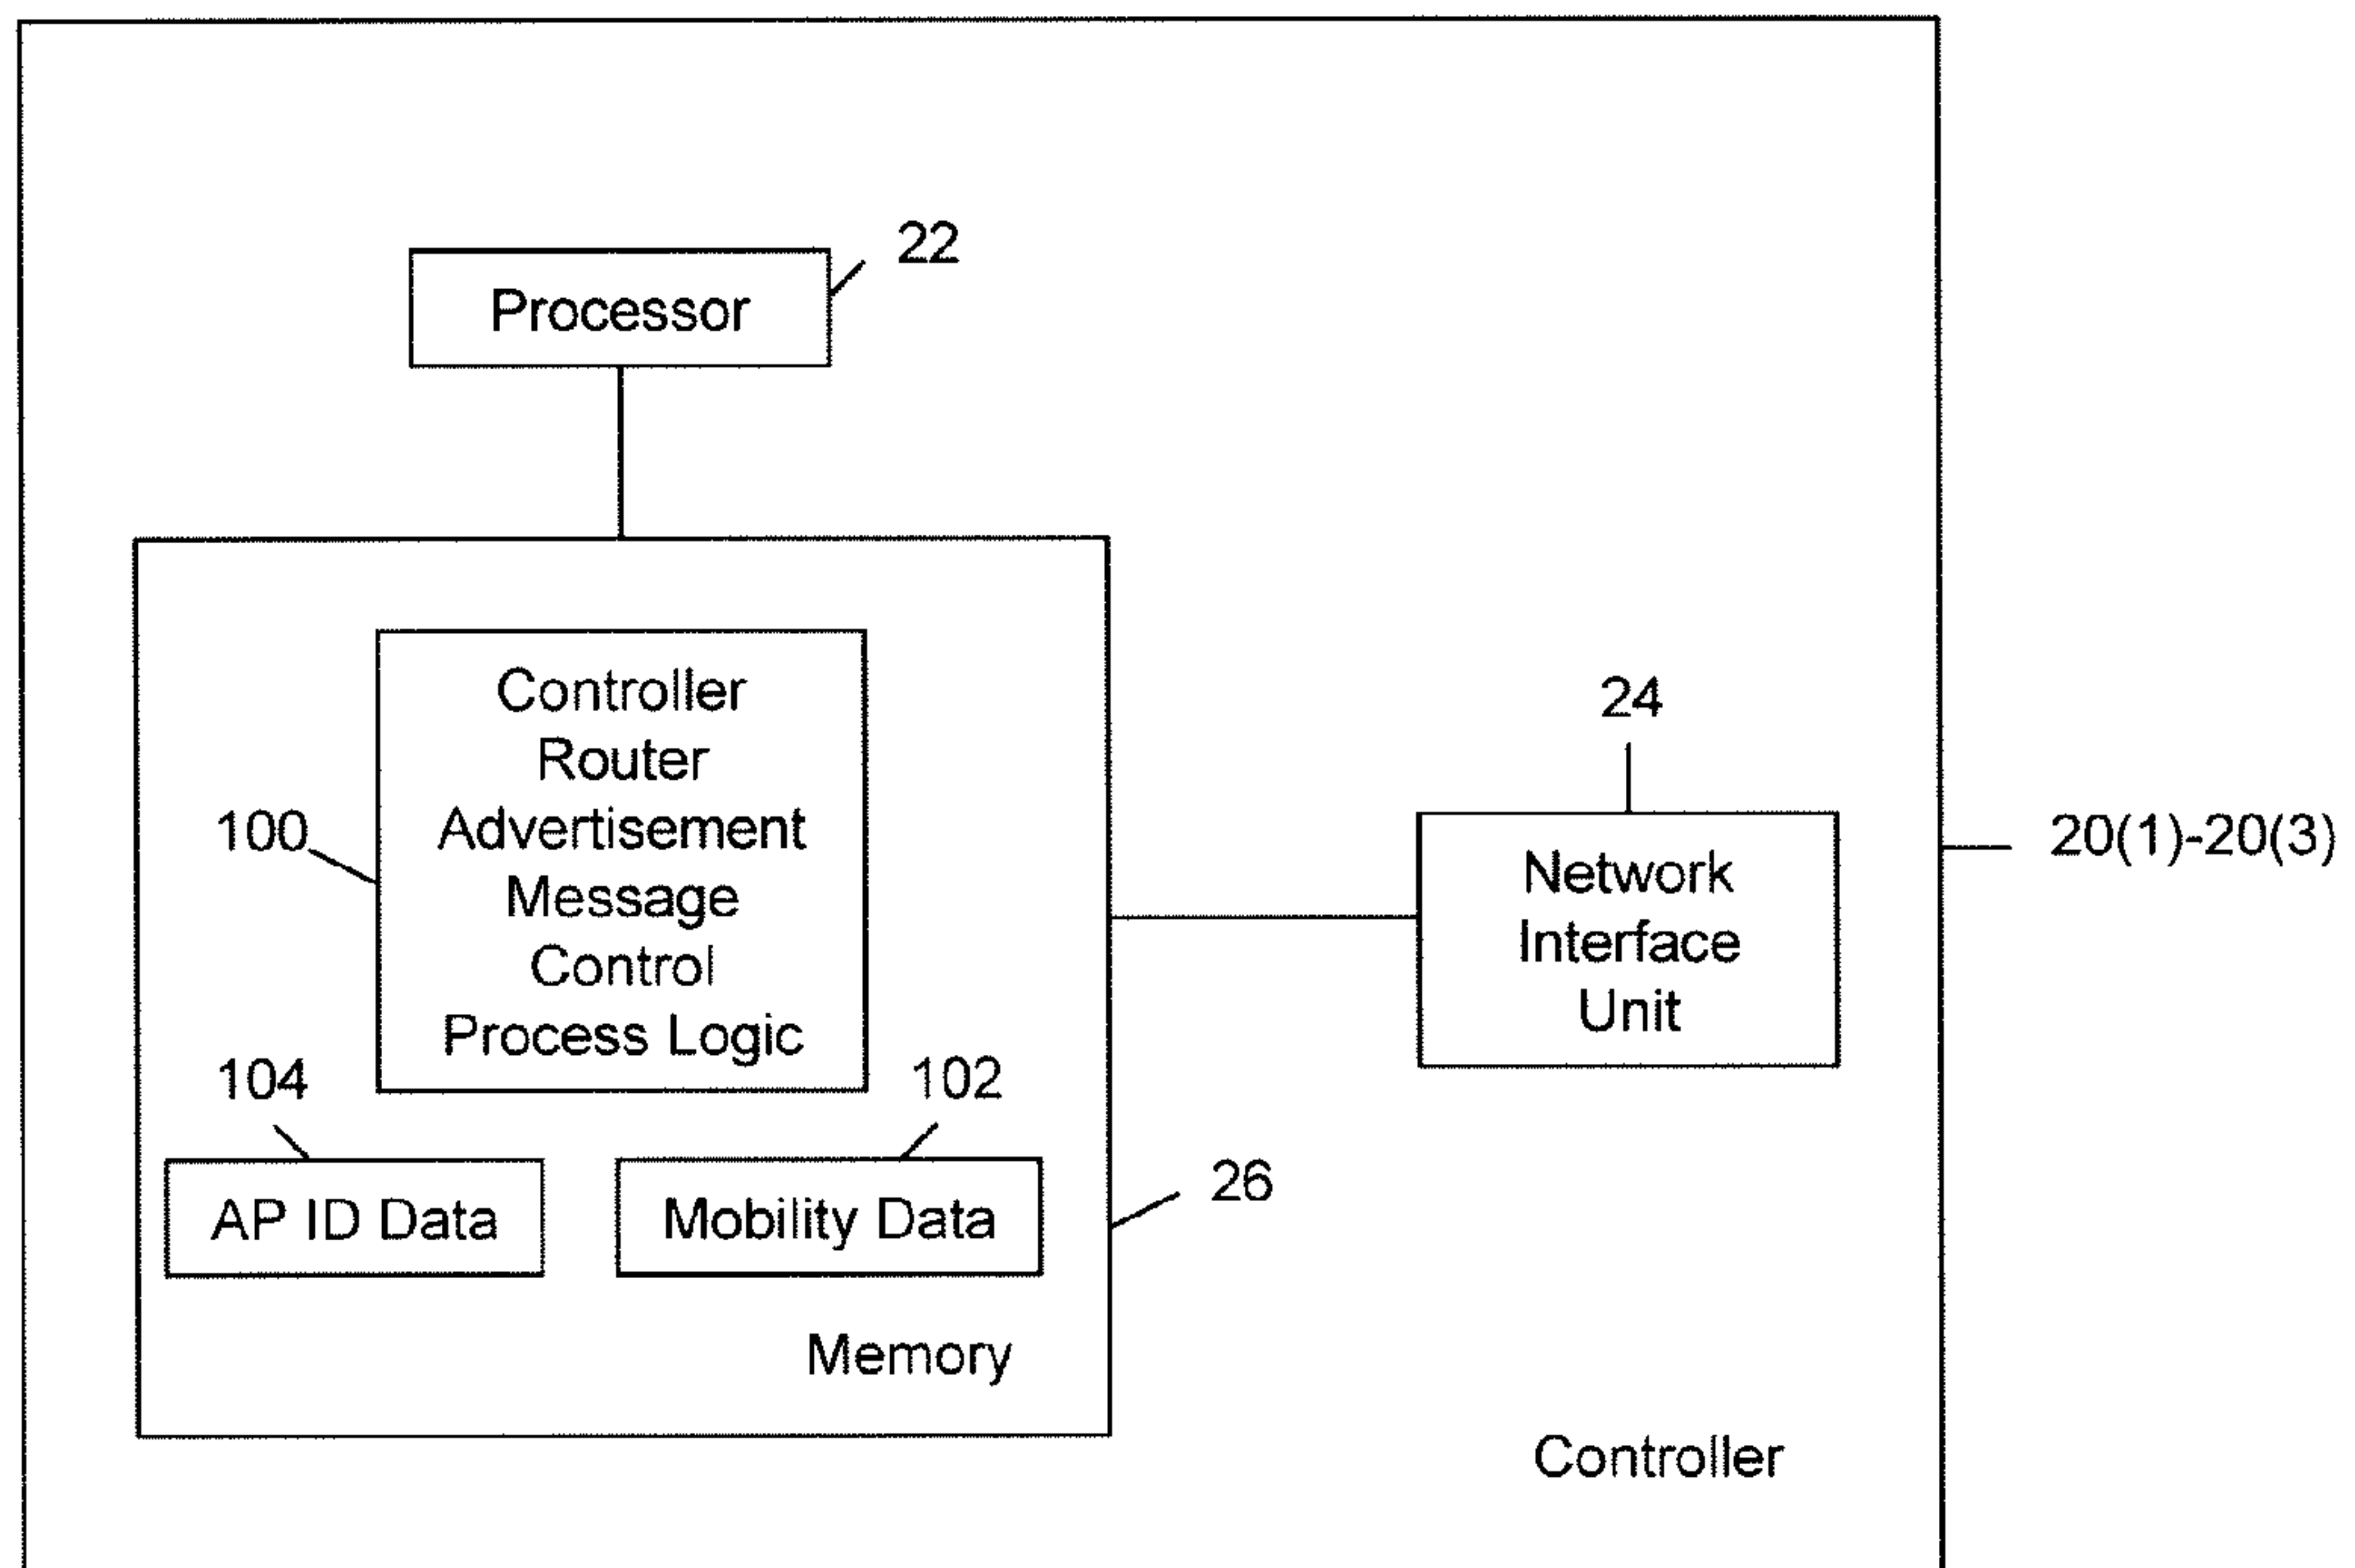 22
Processor
Controller
Router
Advertisement
Message
Control
Process Logic
100
24
Network
Interface
Unit
20(1)-20(3)
104
102
AP ID Data
Mobility Data
26
Memory
Controller